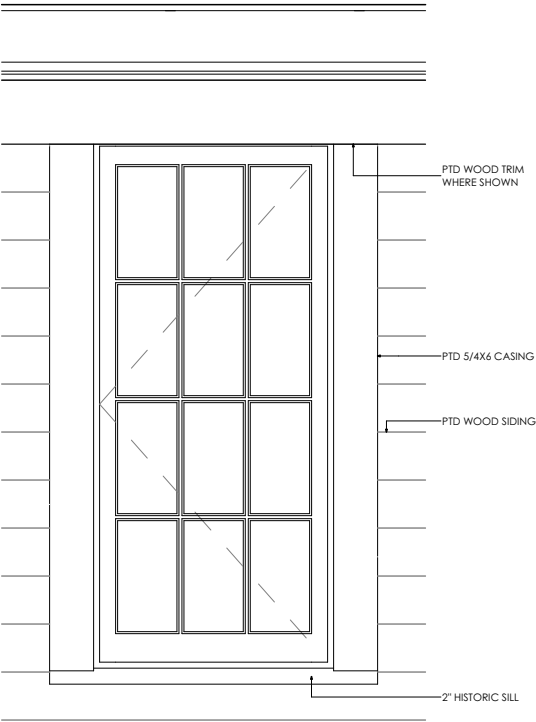 PTD WOOD TRIM
WHERE SHOWN
PTD 5/4X6 CASING
PTD WOOD SIDING
2" HISTORIC SILL